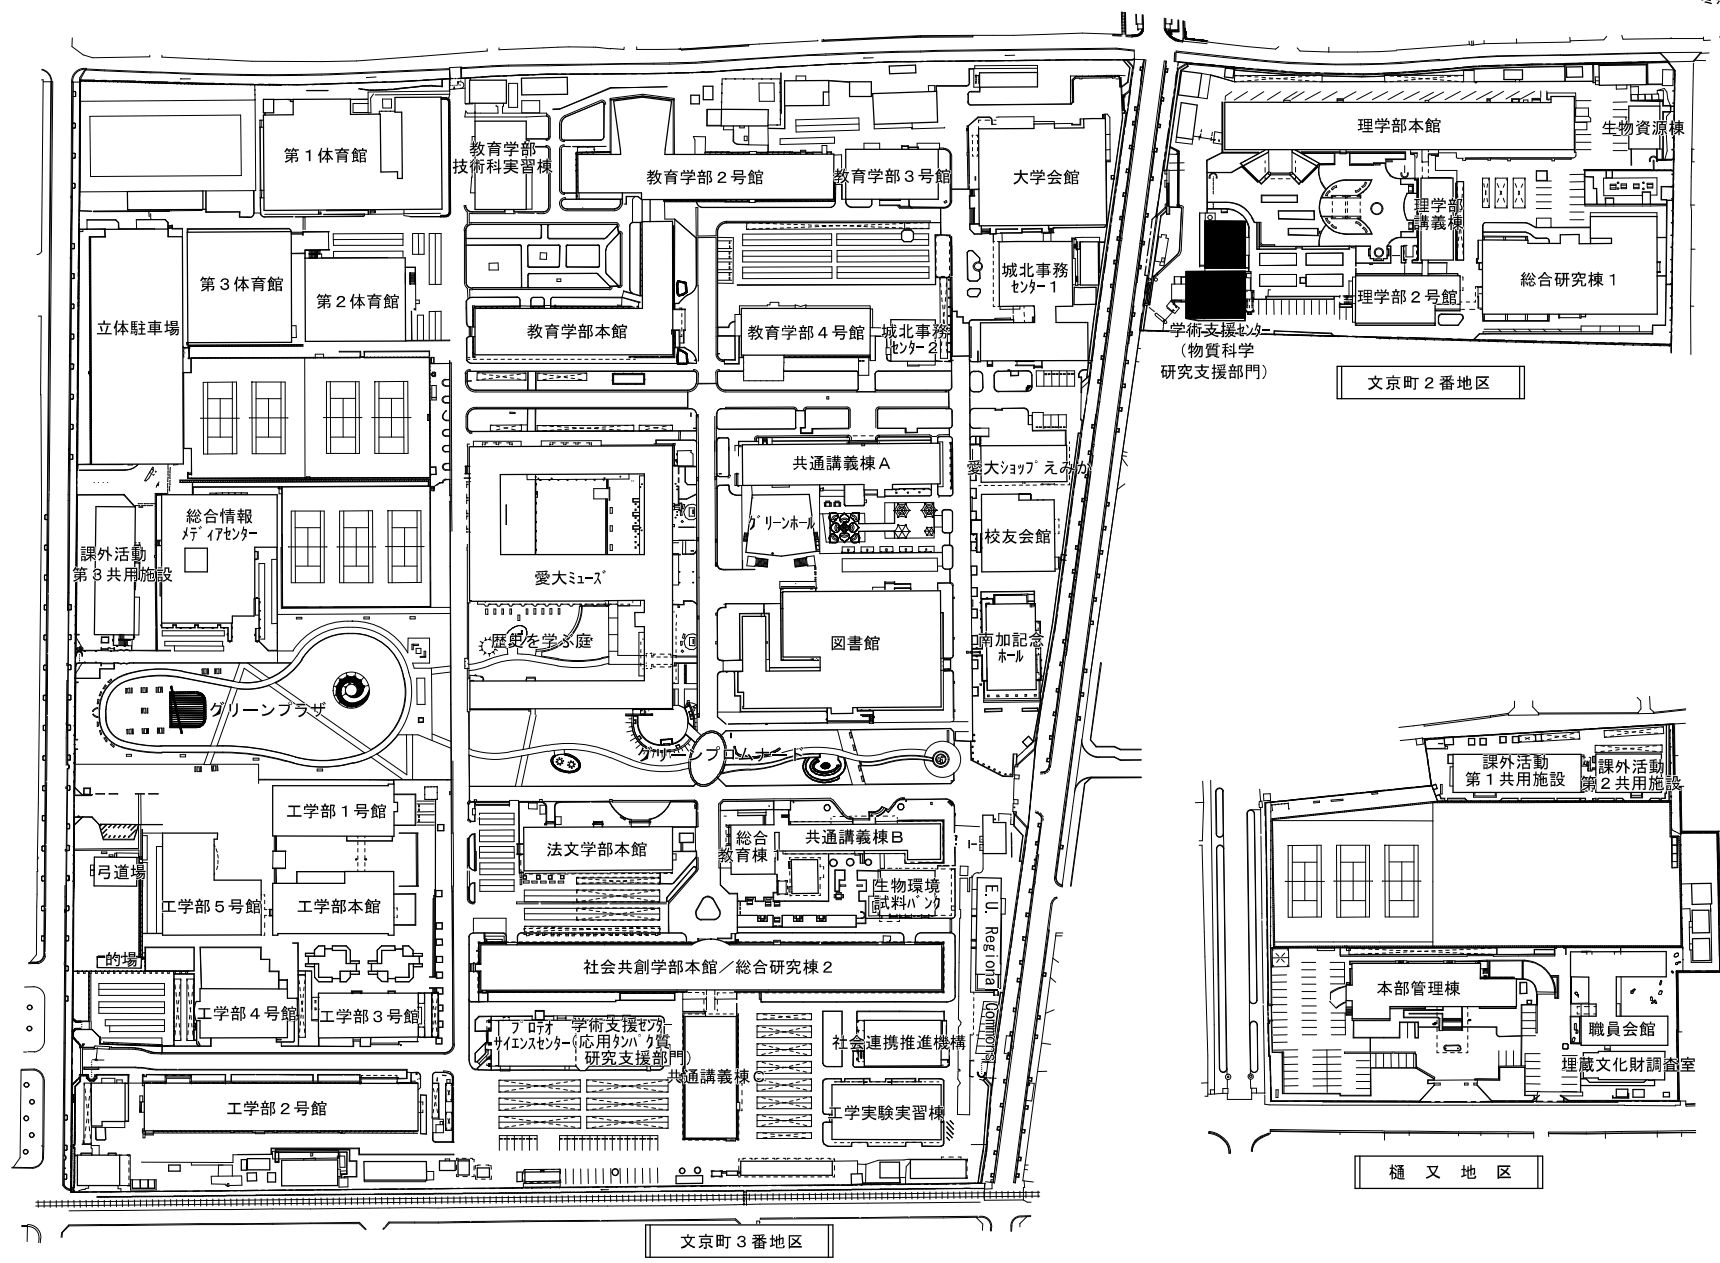 第１体育館
教育学部
技術科実習棟
教育学部２号館
教育学部３号館
大学会館
理学部本館
生物資源棟
理学部
講義棟
総合研究棟１
理学部２号館
学術支援ｾﾝﾀｰ
（物質科学
研究支援部門）
文京町２番地区
立体駐車場
第３体育館
第２体育館
教育学部本館
教育学部４号館
城北事務
ｾﾝﾀｰ１
城北事務
ｾﾝﾀｰ２
共通講義棟Ａ
愛大ｼｮｯﾌﾟえみか
総合情報
ﾒﾃﾞｨｱｾﾝﾀｰ
課外活動
第３共用施設
愛大ﾐｭｰｽﾞ
ｸﾞﾘｰﾝﾎｰﾙ
校友会館
歴史を学ぶ庭
図書館
南加記念
ﾎｰﾙ
グリーンプラザ
グリーンプロムナード
工学部１号館
法文学部本館
総合
教育棟
共通講義棟Ｂ
弓道場
工学部５号館
工学部本館
生物環境
試料ﾊﾞﾝｸ
E.U. Regional Commons
的場
社会共創学部本館／総合研究棟２
工学部４号館
工学部３号館
ﾌﾟﾛﾃｵ
ｻｲｴﾝｽｾﾝﾀｰ
学術支援ｾﾝﾀｰ
（応用ﾀﾝﾊﾟｸ質
研究支援部門）
共通講義棟Ｃ
社会連携推進機構
工学部２号館
工学実験実習棟
文京町３番地区
課外活動
第１共用施設
課外活動
第２共用施設
本部管理棟
職員会館
埋蔵文化財調査室
樋又地区